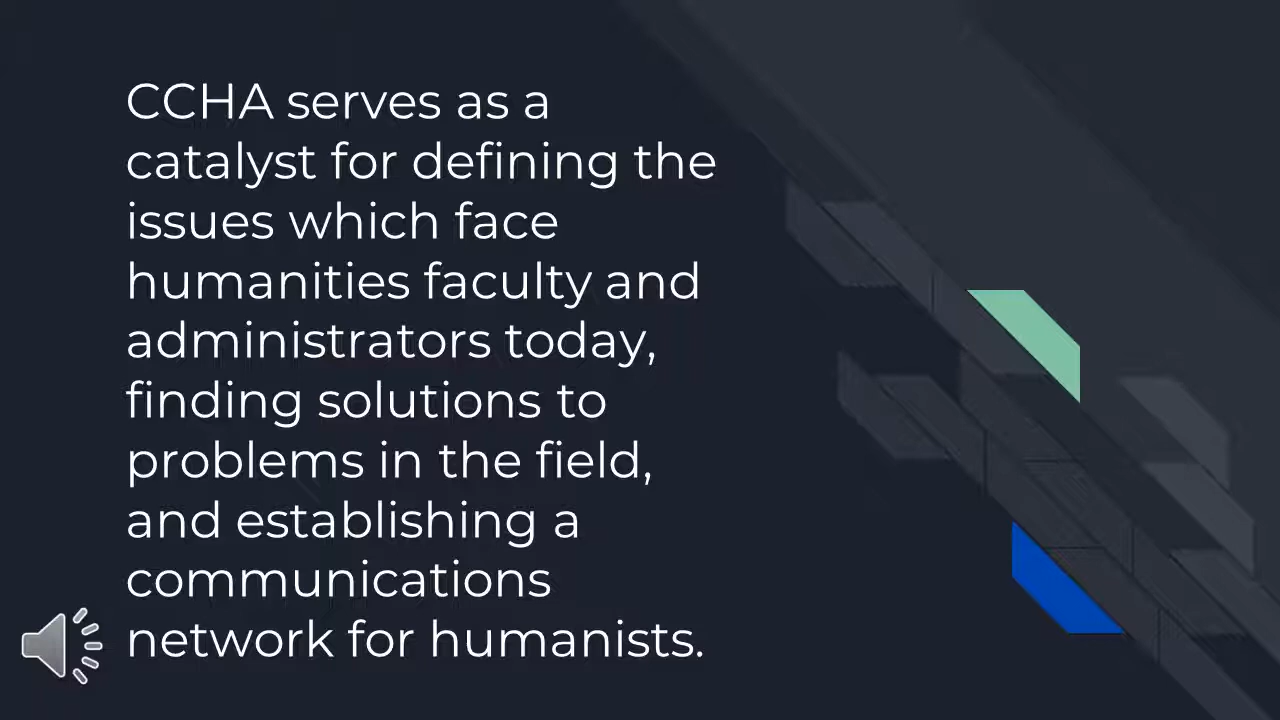 CCHA serves as a
catalyst for defining the
issues which face
humanities faculty and
administrators today,
finding solutions to
problems in the field,
and establishing a
communications
network for humanists.